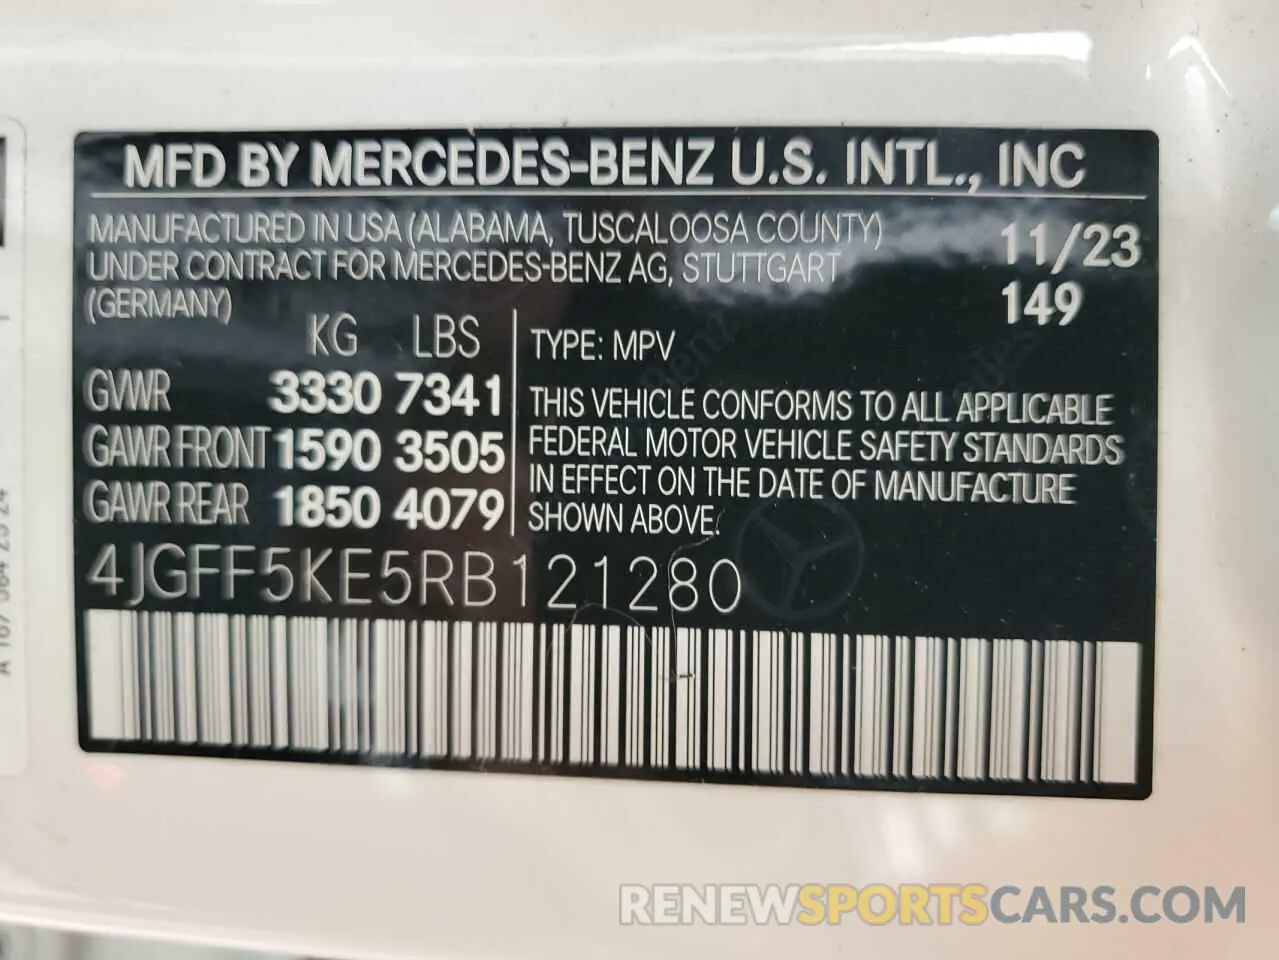 MFD BY MERCEDES-BENZ U.S. INTL., INC
MANUFACTURED IN USA (ALABAMA, TUSCALOOSA COUNTY)
UNDER CONTRACT FOR MERCEDES-BENZ AG, STUTTGART
(GERMANY)
11/23
149
KG LBS
GVWR 3330 7341
GAWR FRONT 1590 3505
GAWR REAR 1850 4079
TYPE: MPV
THIS VEHICLE CONFORMS TO ALL APPLICABLE
FEDERAL MOTOR VEHICLE SAFETY STANDARDS
IN EFFECT ON THE DATE OF MANUFACTURE
SHOWN ABOVE.
4JGFF5KE5RB121280
RENEWSPORTSCARS.COM